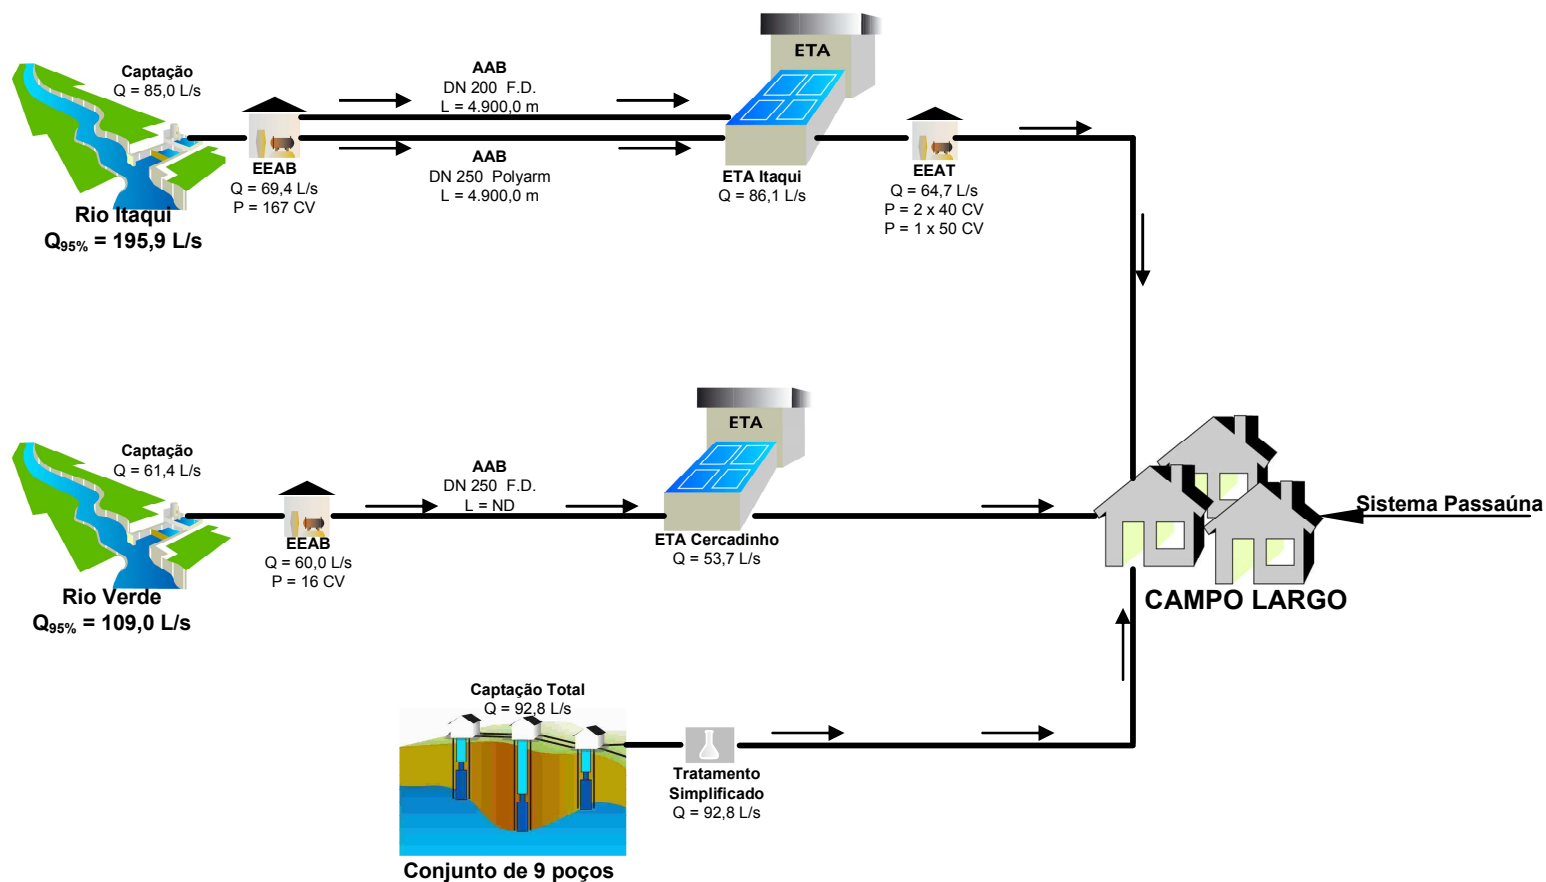 ETA
Captação
Q = 85,0 L/s
AAB
DN 200 F.D.
L = 4.900,0 m
EEAB
Q = 69,4 L/s
P = 167 CV
AAB
DN 250 Polyarm
L = 4.900,0 m
ETA Itaqui
Q = 86,1 L/s
EEAT
Q = 64,7 L/s
P = 2 x 40 CV
P = 1 x 50 CV
Rio Itaqui
Q95% = 195,9 L/s
ETA
Captação
Q = 61,4 L/s
AAB
DN 250 F.D.
L = ND
EEAB
Q = 60,0 L/s
P = 16 CV
ETA Cercadinho
Q = 53,7 L/s
Sistema Passaúna
Rio Verde
Q95% = 109,0 L/s
CAMPO LARGO
Captação Total
Q = 92,8 L/s
Tratamento
Simplificado
Q = 92,8 L/s
Conjunto de 9 poços